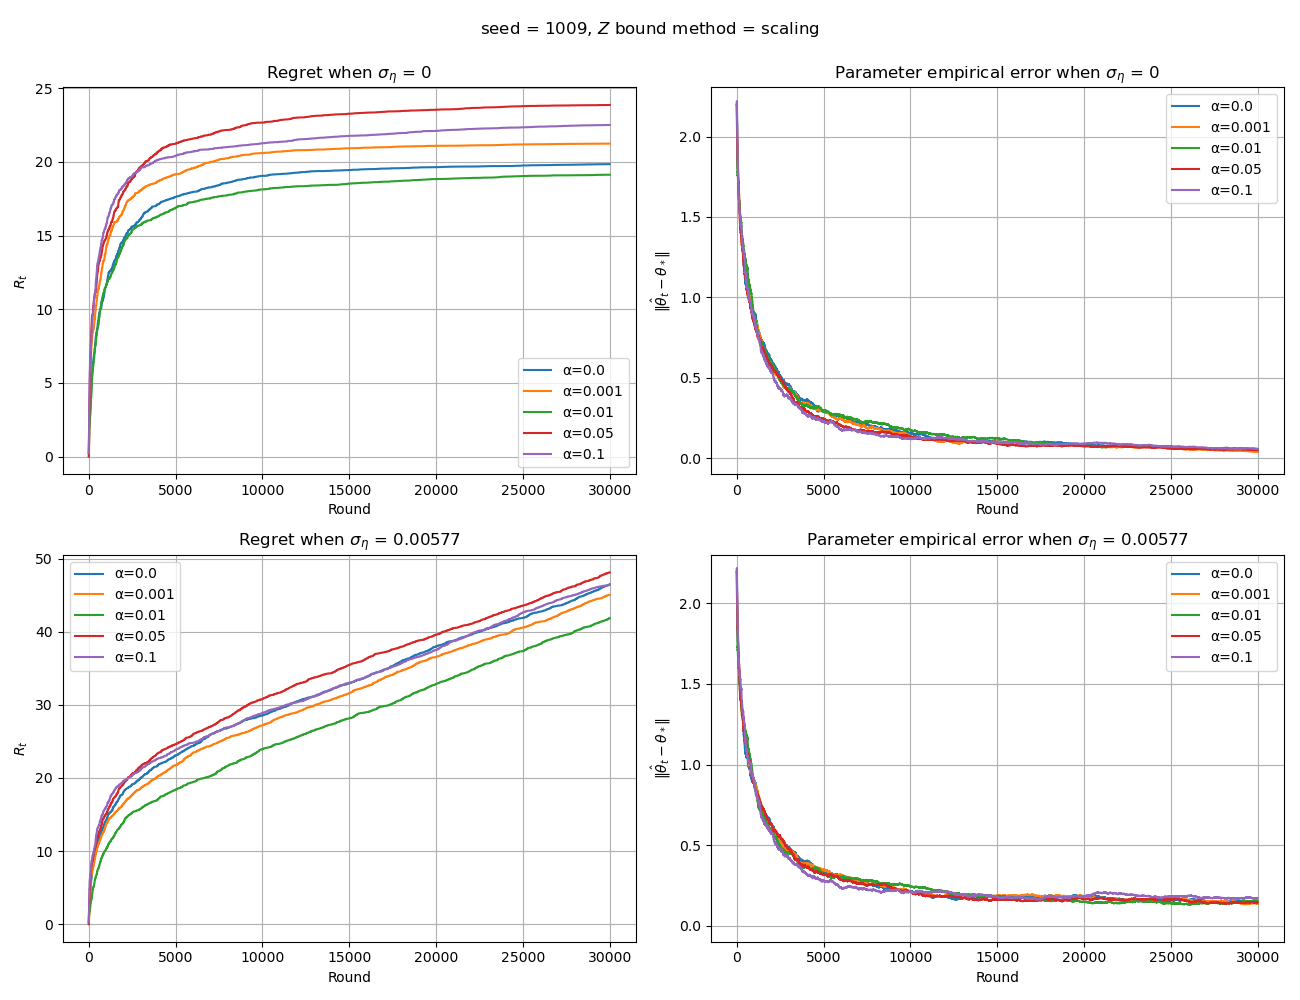 seed = 1009, Z bound method = scaling
Regret when σ_η = 0
R_t
25
20
15
10
5
0
α=0.0
α=0.001
α=0.01
α=0.05
α=0.1
0 5000 10000 15000 20000 25000 30000
Round
Parameter empirical error when σ_η = 0
‖θ̂_t − θ_*‖
2.0
1.5
1.0
0.5
0.0
α=0.0
α=0.001
α=0.01
α=0.05
α=0.1
0 5000 10000 15000 20000 25000 30000
Round
Regret when σ_η = 0.00577
R_t
50
40
30
20
10
0
α=0.0
α=0.001
α=0.01
α=0.05
α=0.1
0 5000 10000 15000 20000 25000 30000
Round
Parameter empirical error when σ_η = 0.00577
‖θ̂_t − θ_*‖
2.0
1.5
1.0
0.5
0.0
α=0.0
α=0.001
α=0.01
α=0.05
α=0.1
0 5000 10000 15000 20000 25000 30000
Round